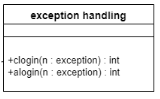 exception handling
+clogin(n : exception) : int
+alogin(n : exception) : int